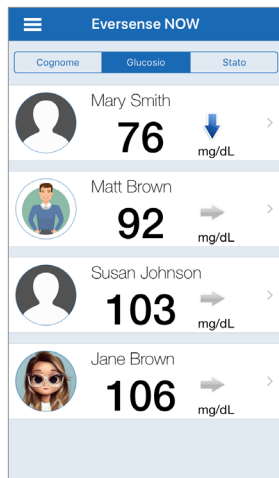 Eversense NOW
Cognome Glucosio Stato
Mary Smith
76
mg/dL
Matt Brown
92
mg/dL
Susan Johnson
103
mg/dL
Jane Brown
106
mg/dL